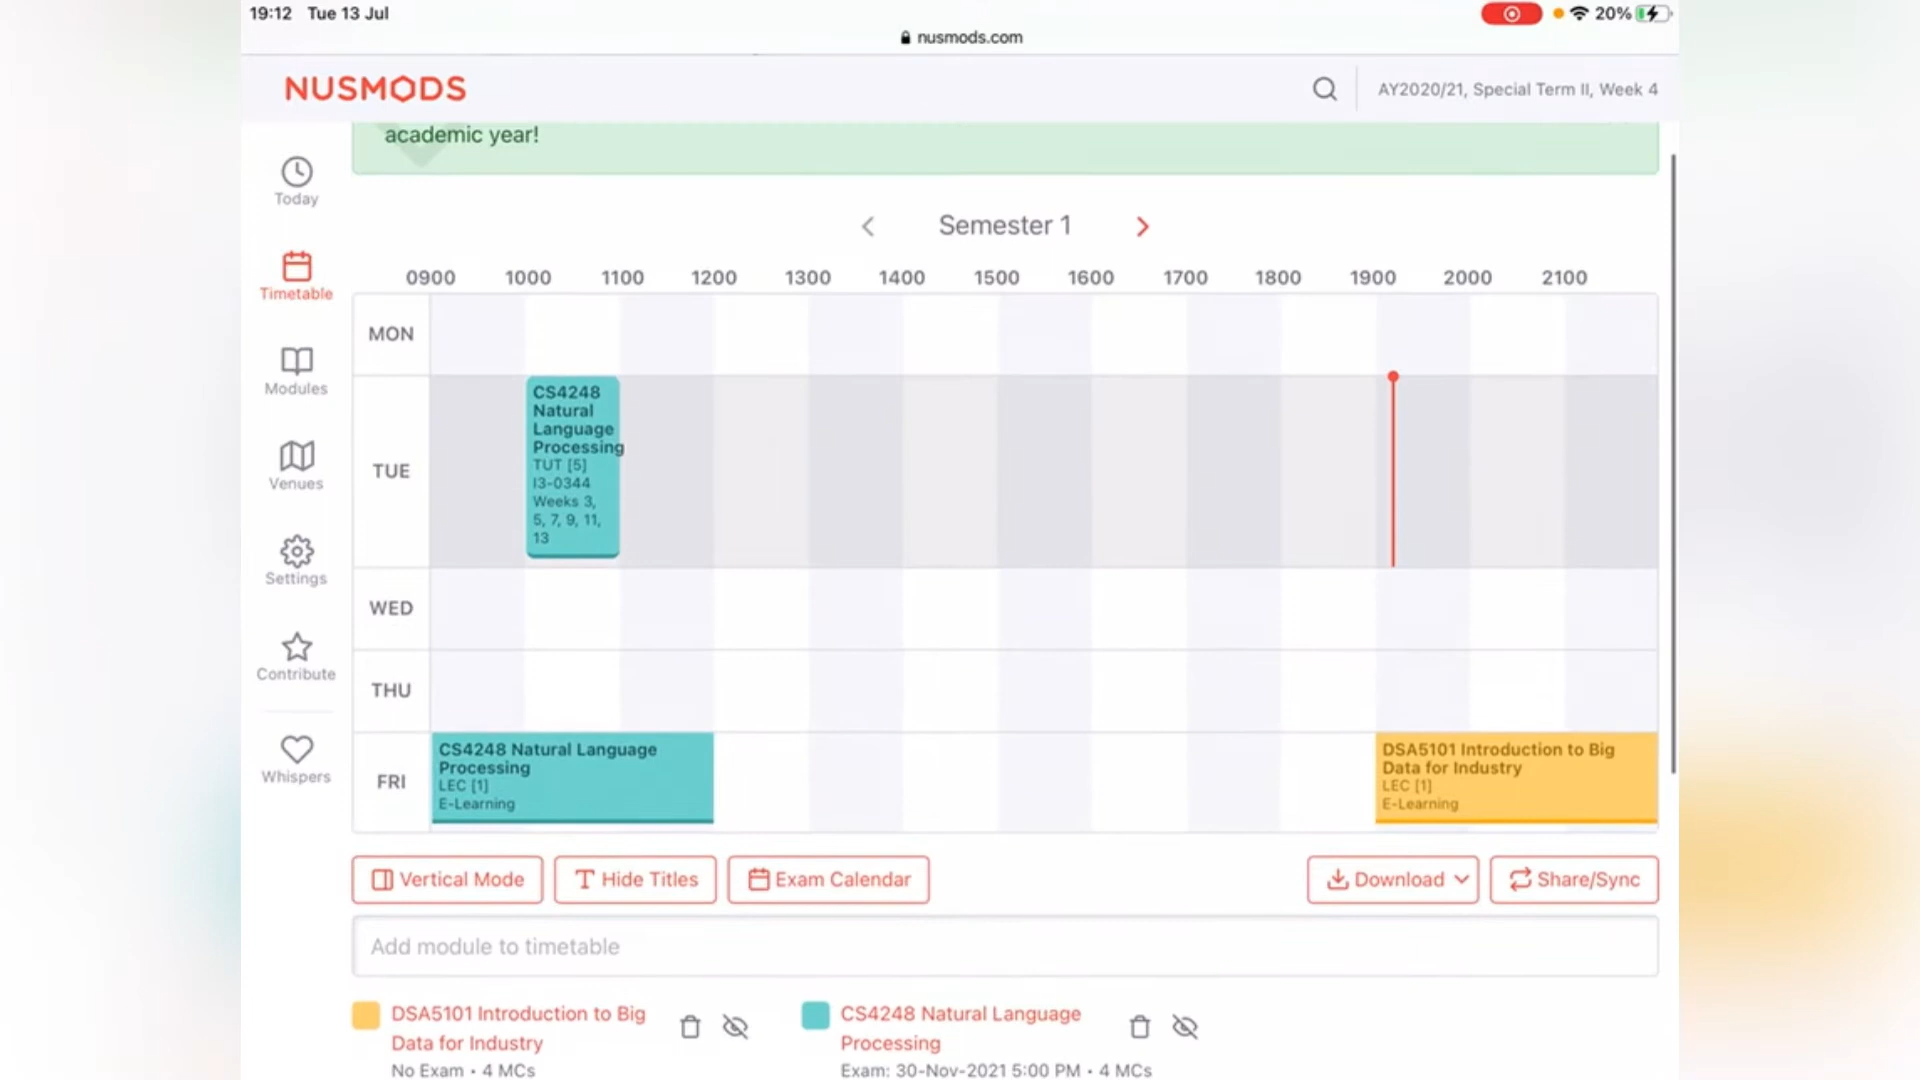 19:12 Tue 13 Jul
20%
nusmods.com
NUSMODS
AY2020/21, Special Term II, Week 4
academic year!
Today
Timetable
Modules
Venues
Settings
Contribute
Whispers
Semester 1
0900 1000 1100 1200 1300 1400 1500 1600 1700 1800 1900 2000 2100
MON
TUE
CS4248
Natural
Language
Processing
TUT [5]
I3-0344
Weeks 3,
5, 7, 9, 11,
13
WED
THU
FRI
CS4248 Natural Language
Processing
LEC [1]
E-Learning
DSA5101 Introduction to Big
Data for Industry
LEC [1]
E-Learning
Vertical Mode
Hide Titles
Exam Calendar
Download
Share/Sync
Add module to timetable
DSA5101 Introduction to Big
Data for Industry
No Exam • 4 MCs
CS4248 Natural Language
Processing
Exam: 30-Nov-2021 5:00 PM • 4 MCs